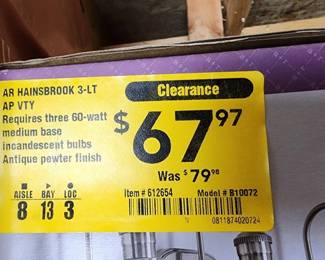 AR HAINSBROOK 3-LT
AP VTY
Requires three 60-watt
medium base
incandescent bulbs
Antique pewter finish
Clearance
$67.97
Was $79.98
AISLE BAY LOC
8 13 3
Item # 612654 Model # B10072
0811874020724